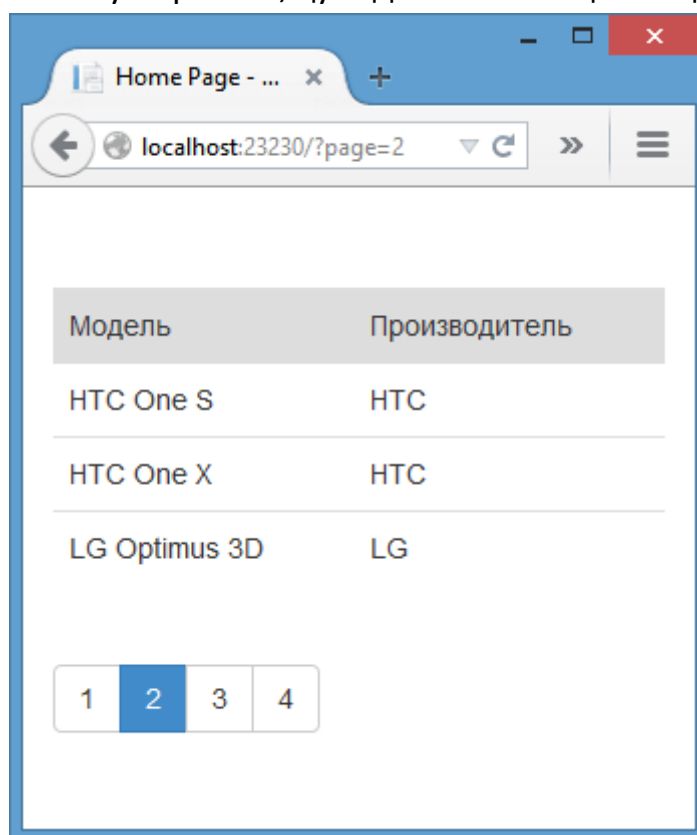 Home Page - ...
localhost:23230/?page=2
Модель Производитель
HTC One S HTC
HTC One X HTC
LG Optimus 3D LG
1 2 3 4